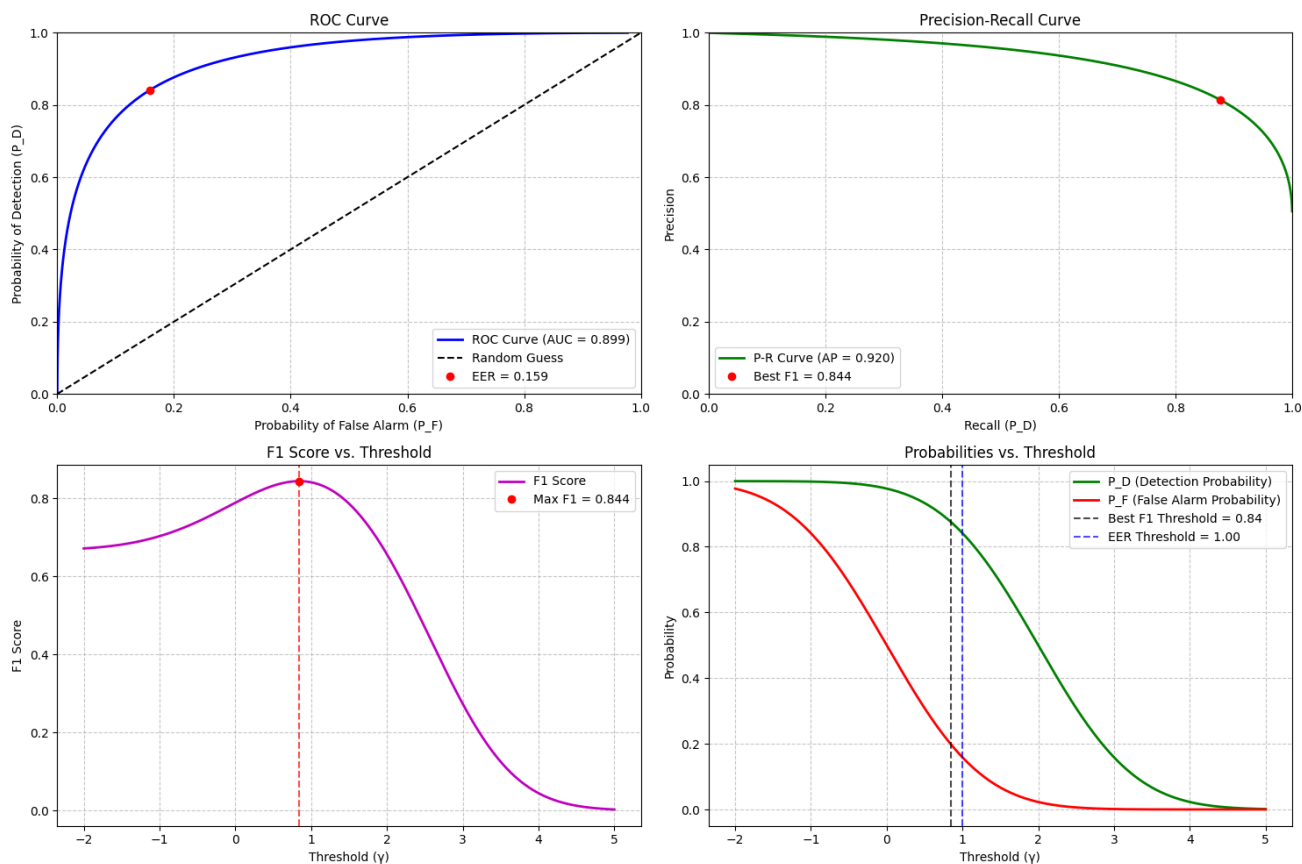 ROC Curve
1.0
0.8
0.6
0.4
0.2
0.0
Probability of Detection (P_D)
ROC Curve (AUC = 0.899)
Random Guess
EER = 0.159
0.0 0.2 0.4 0.6 0.8 1.0
Probability of False Alarm (P_F)
Precision-Recall Curve
1.0
0.8
0.6
0.4
0.2
0.0
Precision
P-R Curve (AP = 0.920)
Best F1 = 0.844
0.0 0.2 0.4 0.6 0.8 1.0
Recall (P_D)
F1 Score vs. Threshold
0.8
0.6
0.4
0.2
0.0
F1 Score
F1 Score
Max F1 = 0.844
−2 −1 0 1 2 3 4 5
Threshold (γ)
Probabilities vs. Threshold
1.0
0.8
0.6
0.4
0.2
0.0
Probability
P_D (Detection Probability)
P_F (False Alarm Probability)
Best F1 Threshold = 0.84
EER Threshold = 1.00
−2 −1 0 1 2 3 4 5
Threshold (γ)